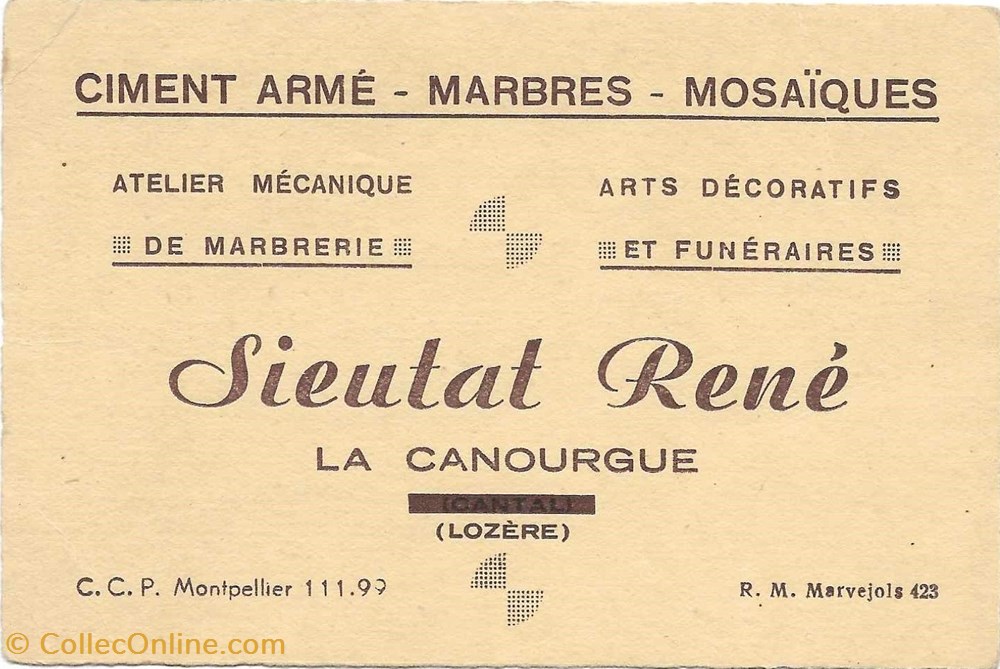 CIMENT ARMÉ - MARBRES - MOSAÏQUES
ATELIER MÉCANIQUE
DE MARBRERIE
ARTS DÉCORATIFS
ET FUNÉRAIRES
Sieutat René
LA CANOURGUE
(CANTAL)
(LOZÈRE)
C. C. P. Montpellier 111.99
R. M. Marvejols 423
© CollecOnline.com